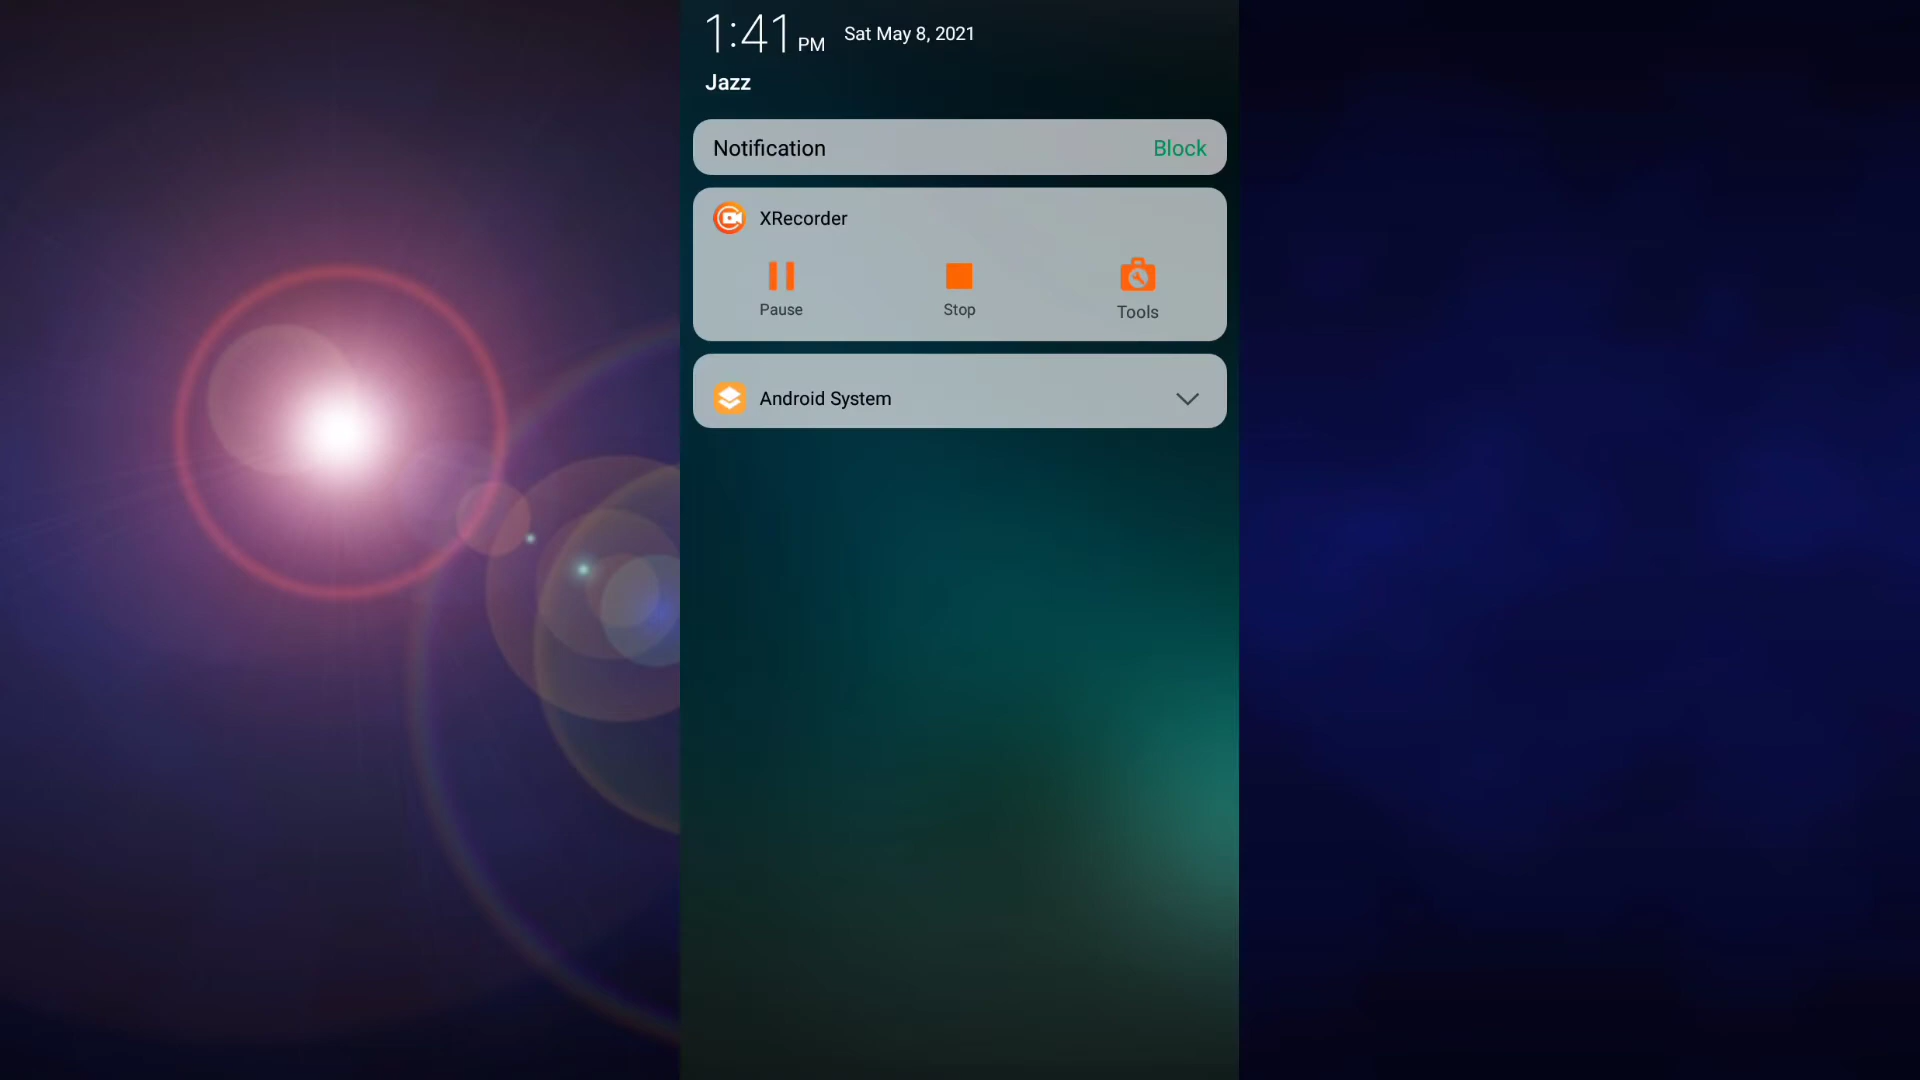 1:41 PM Sat May 8, 2021
Jazz
Notification Block
XRecorder
Pause Stop Tools
Android System